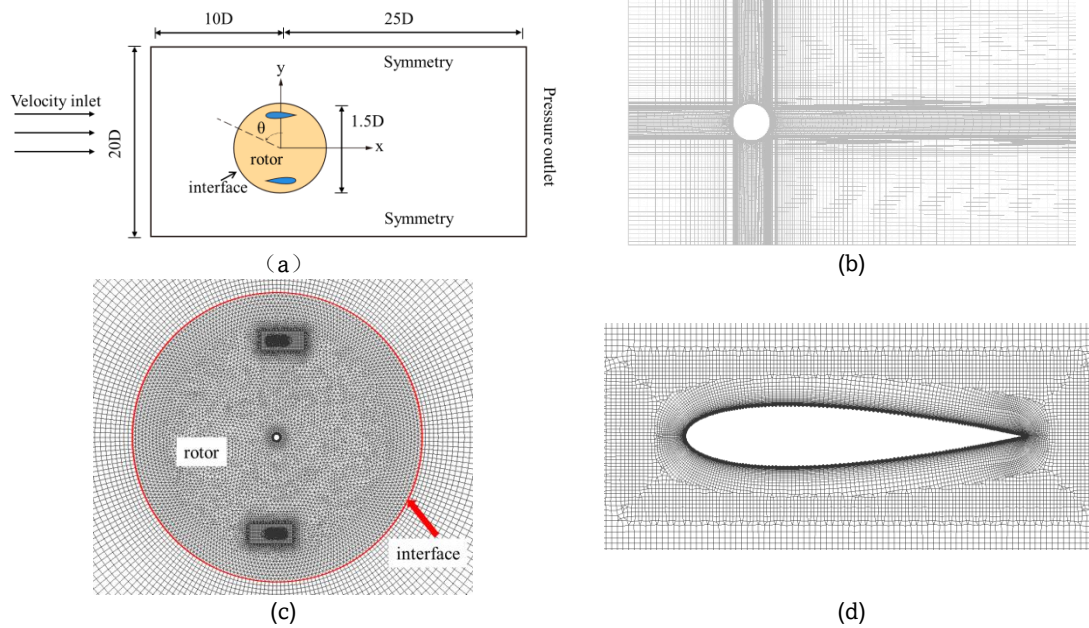 10D
25D
Symmetry
y
Velocity inlet
20D
θ
1.5D
x
rotor
interface
Symmetry
Pressure outlet
（a）
(b)
rotor
interface
(c)
(d)